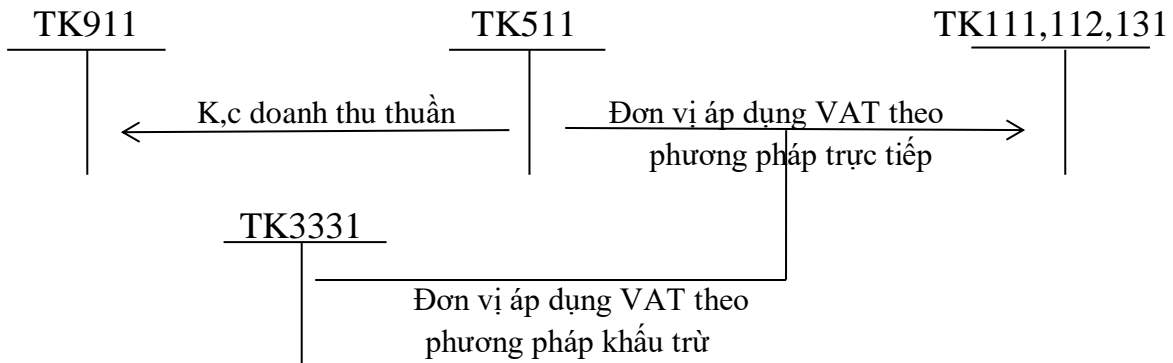 TK911 TK511 TK111,112,131
K,c doanh thu thuần Đơn vị áp dụng VAT theo
phương pháp trực tiếp
TK3331
Đơn vị áp dụng VAT theo
phương pháp khấu trừ